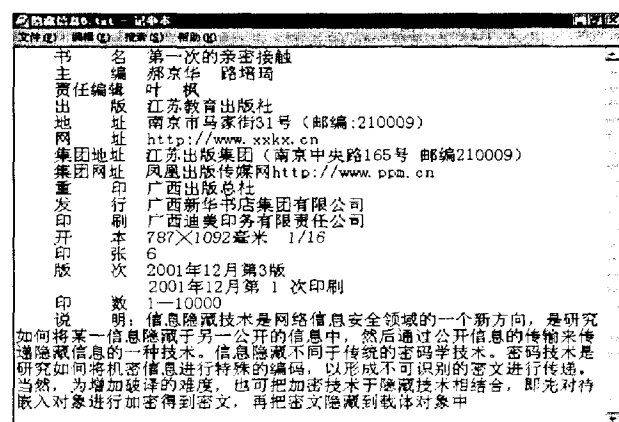 隐藏信息6.txt - 记事本
文件(F) 编辑(E) 搜索(S) 帮助(H)
书 名 第一次的亲密接触
主 编 郝京华 路培琦
责任编辑 叶 枫
出 版 江苏教育出版社
地 址 南京市马家街31号（邮编:210009）
网 址 http://www.xxkx.cn
集团地址 江苏出版集团（南京中央路165号 邮编210009）
集团网址 凤凰出版传媒网http://www.ppm.cn
重 印 广西出版总社
发 行 广西新华书店集团有限公司
印 刷 广西迪美印务有限责任公司
开 本 787×1092毫米 1/16
印 张 6
版 次 2001年12月第3版
2001年12月第 1 次印刷
印 数 1—10000
说 明: 信息隐藏技术是网络信息安全领域的一个新方向，是研究
如何将某一信息隐藏于另一公开的信息中，然后通过公开信息的传输来传
递隐藏信息的一种技术。信息隐藏不同于传统的密码学技术。密码技术是
研究如何将机密信息进行特殊的编码，以形成不可识别的密文进行传递。
当然，为增加破译的难度，也可把加密技术于隐藏技术相结合，即先对待
嵌入对象进行加密得到密文，再把密文隐藏到载体对象中